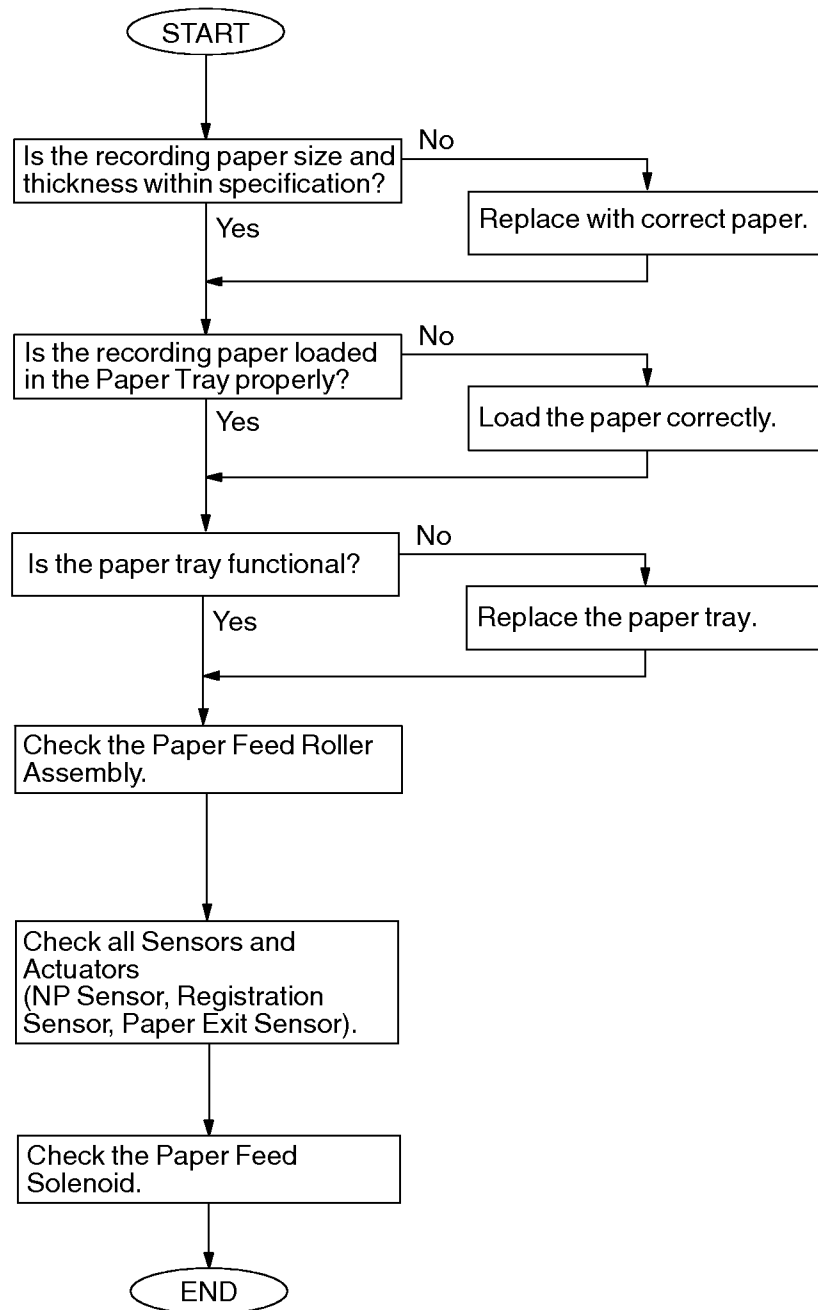 START
Is the recording paper size and
thickness within specification?
No
Replace with correct paper.
Yes
Is the recording paper loaded
in the Paper Tray properly?
No
Load the paper correctly.
Yes
Is the paper tray functional?
No
Replace the paper tray.
Yes
Check the Paper Feed Roller
Assembly.
Check all Sensors and
Actuators
(NP Sensor, Registration
Sensor, Paper Exit Sensor).
Check the Paper Feed
Solenoid.
END